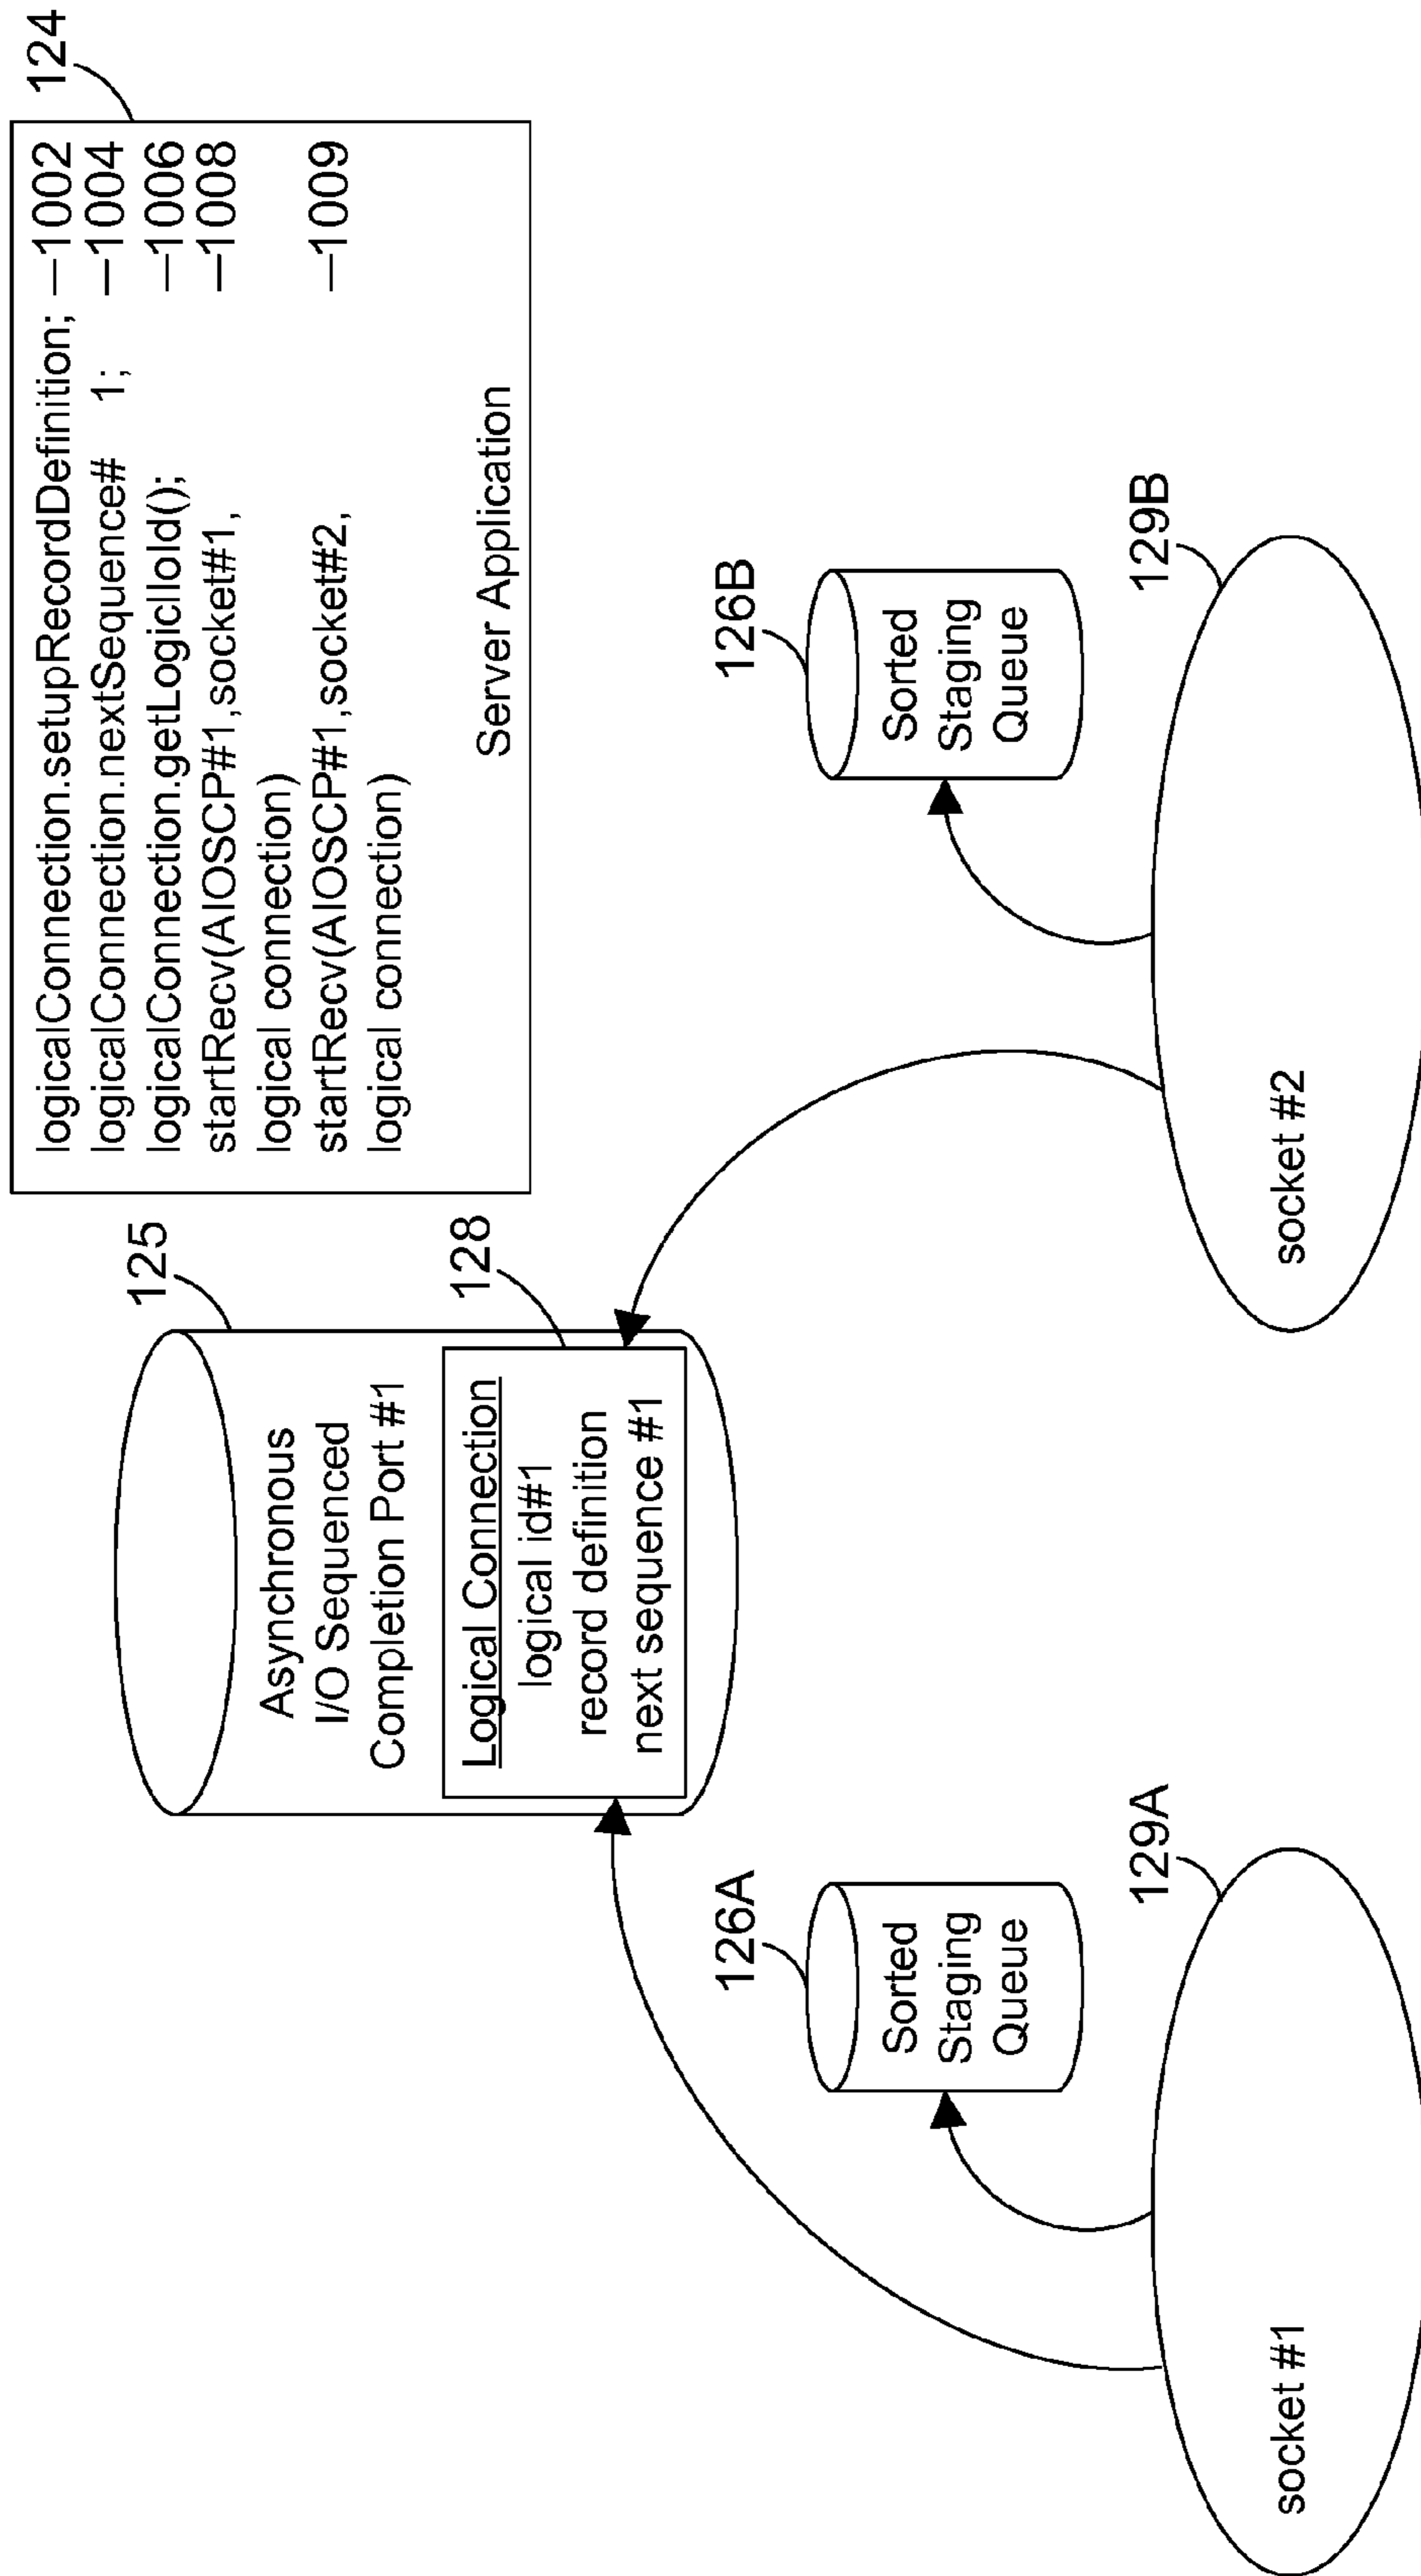 124
logicalConnection.setupRecordDefinition; –1002
logicalConnection.nextSequence# 1; –1004
logicalConnection.getLogicIoId(); –1006
startRecv(AIOSCP#1,socket#1, –1008
logical connection)
startRecv(AIOSCP#1,socket#2, –1009
logical connection)
Server Application
125
Asynchronous
I/O Sequenced
Completion Port #1
128
Logical Connection
logical id#1
record definition
next sequence #1
126A
Sorted
Staging
Queue
126B
Sorted
Staging
Queue
129A
socket #1
129B
socket #2